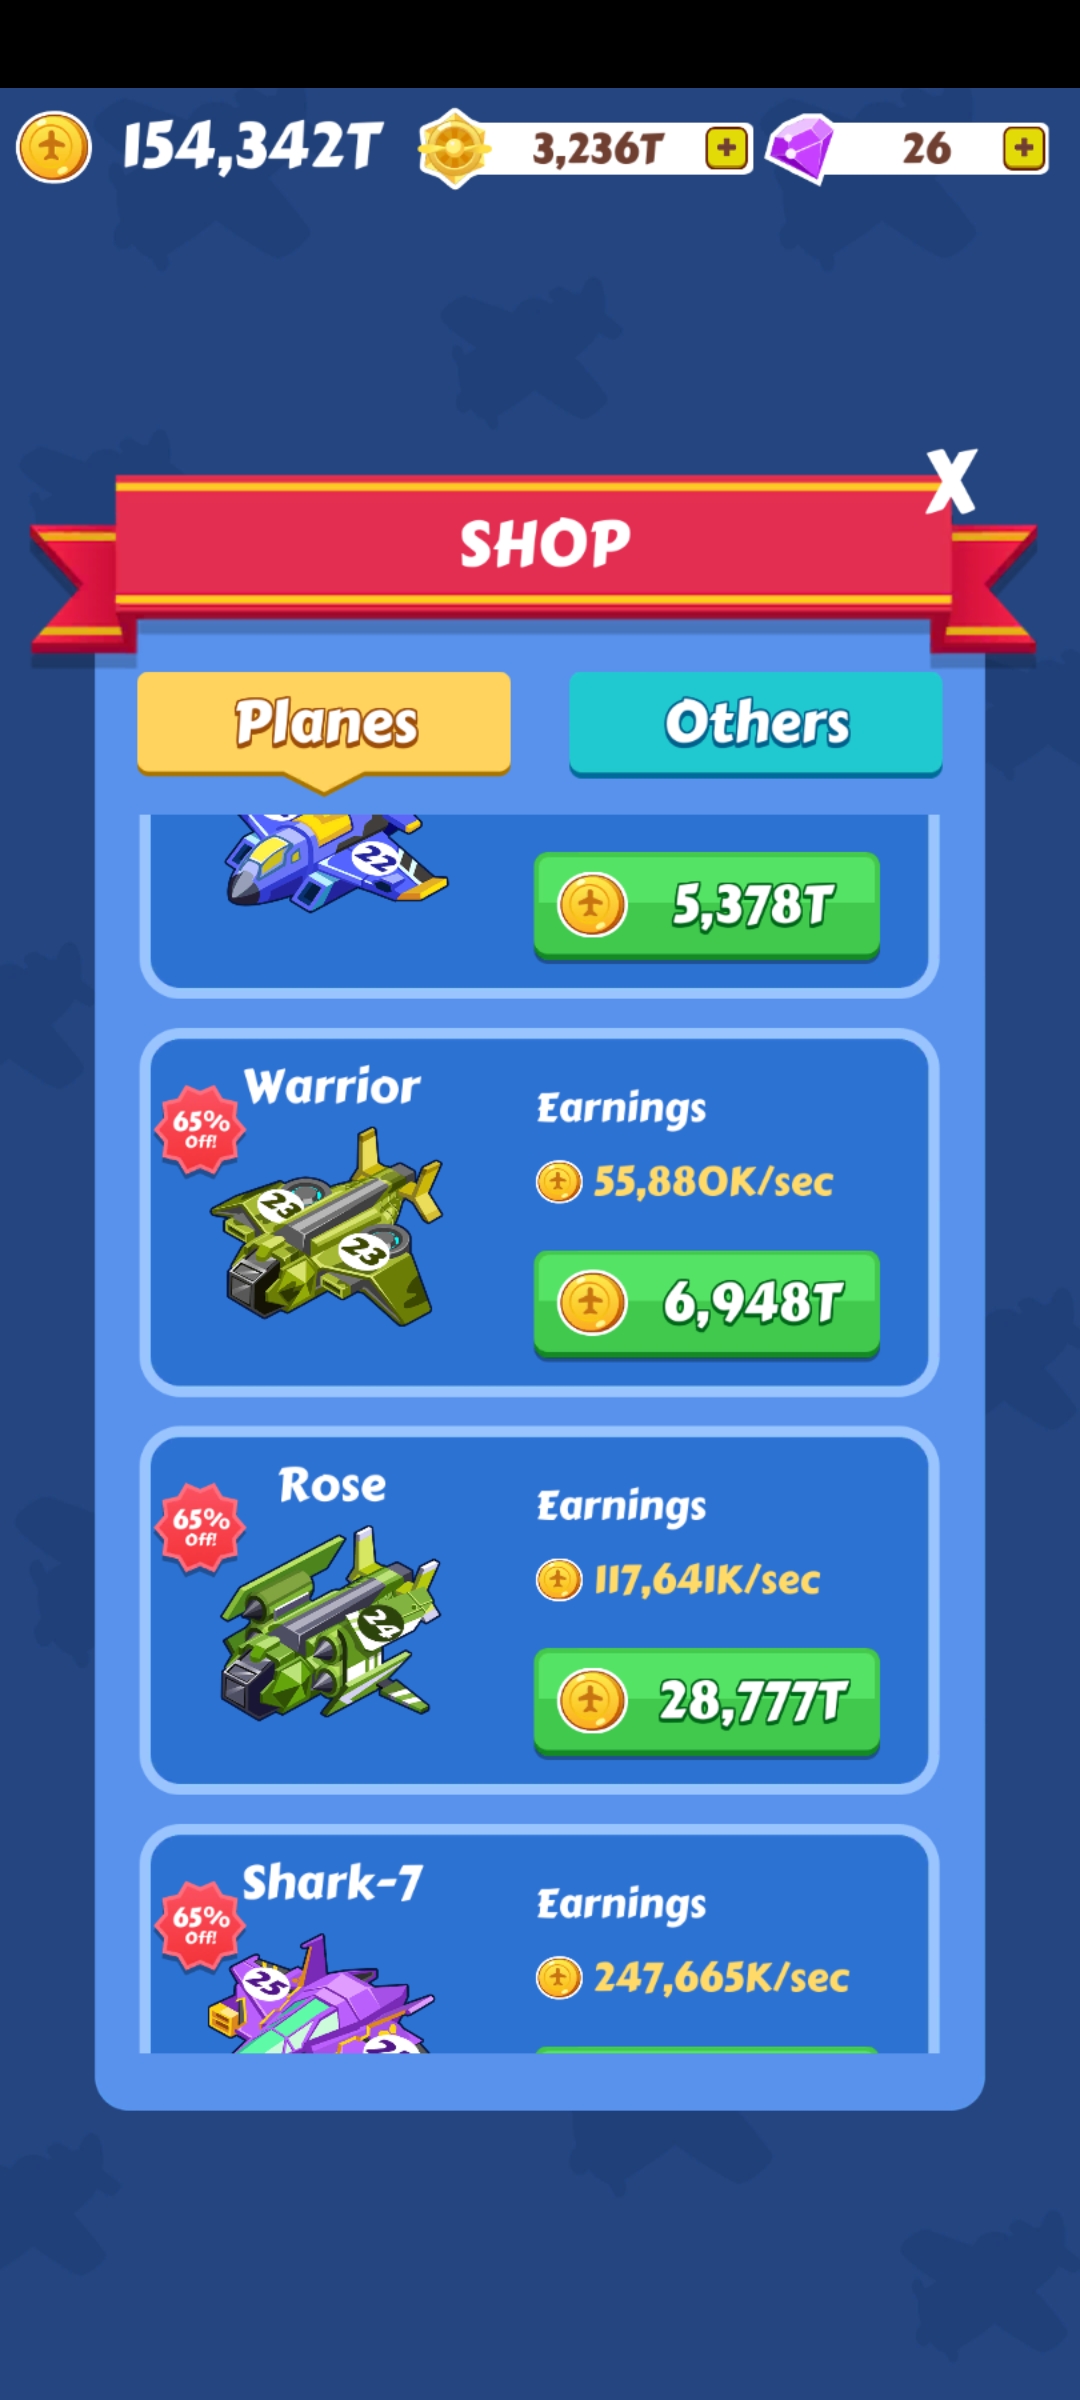 154,342T
3,236T
26
X
SHOP
Planes
Others
22
5,378T
Warrior
65%
Off!
Earnings
55,880K/sec
23
23
6,948T
Rose
65%
Off!
Earnings
117,641K/sec
24
28,777T
Shark-7
65%
Off!
Earnings
247,665K/sec
25